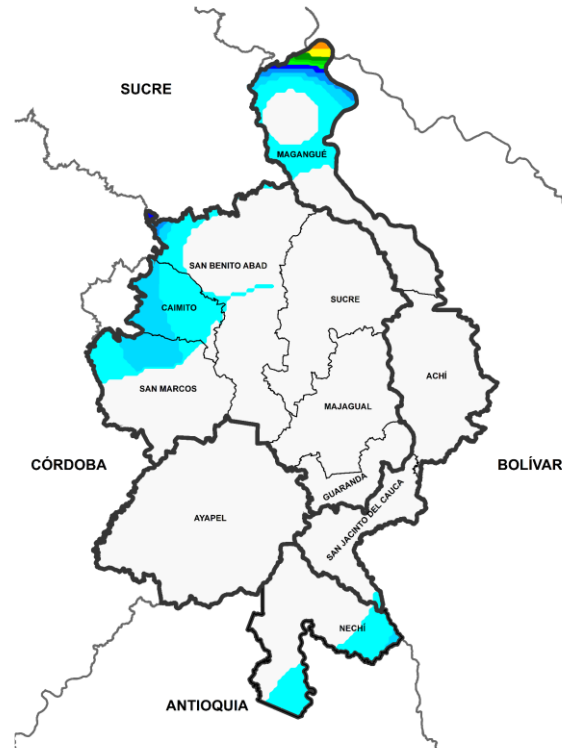 SUCRE
MAGANGUÉ
SAN BENITO ABAD
SUCRE
CAIMITO
ACHÍ
SAN MARCOS
MAJAGUAL
CÓRDOBA
BOLÍVAR
GUARANDA
AYAPEL
SAN JACINTO DEL CAUCA
NECHÍ
ANTIOQUIA